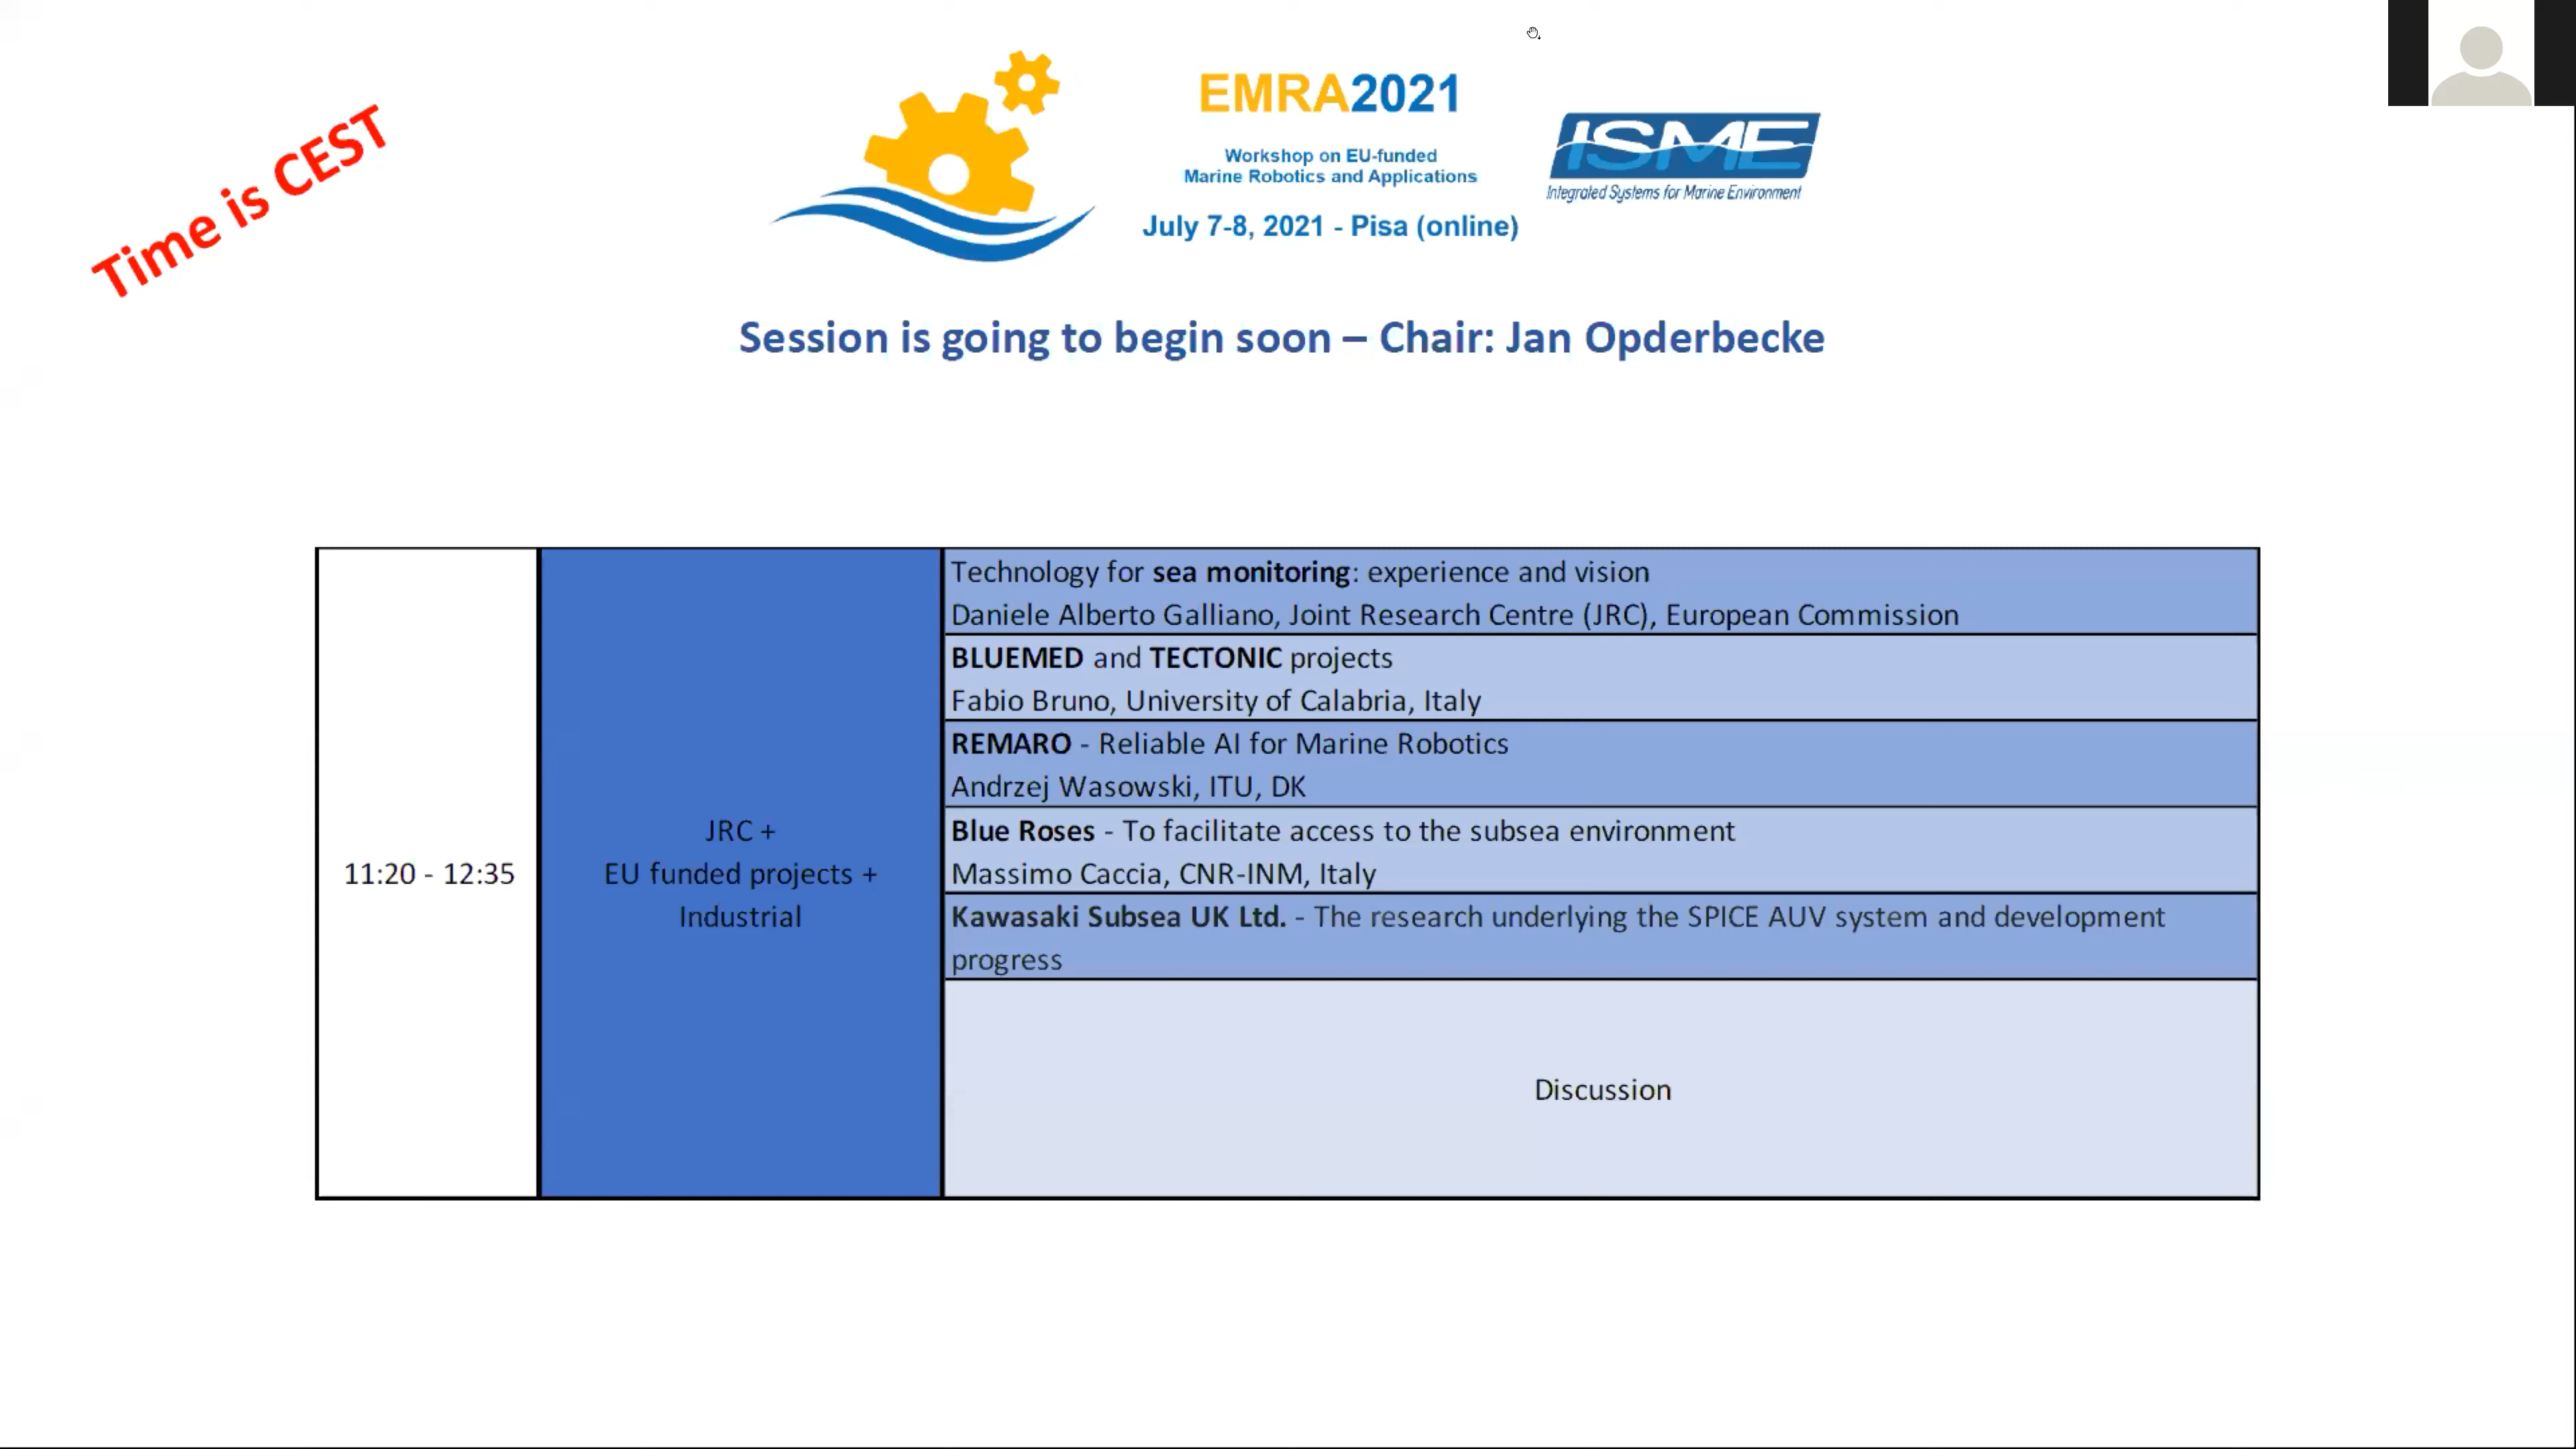 Time is CEST
EMRA2021
Workshop on EU-funded
Marine Robotics and Applications
July 7-8, 2021 - Pisa (online)
ISME
Integrated Systems for Marine Environment
Session is going to begin soon – Chair: Jan Opderbecke
11:20 - 12:35
JRC +
EU funded projects +
Industrial
Technology for sea monitoring: experience and vision
Daniele Alberto Galliano, Joint Research Centre (JRC), European Commission
BLUEMED and TECTONIC projects
Fabio Bruno, University of Calabria, Italy
REMARO - Reliable AI for Marine Robotics
Andrzej Wasowski, ITU, DK
Blue Roses - To facilitate access to the subsea environment
Massimo Caccia, CNR-INM, Italy
Kawasaki Subsea UK Ltd. - The research underlying the SPICE AUV system and development
progress
Discussion